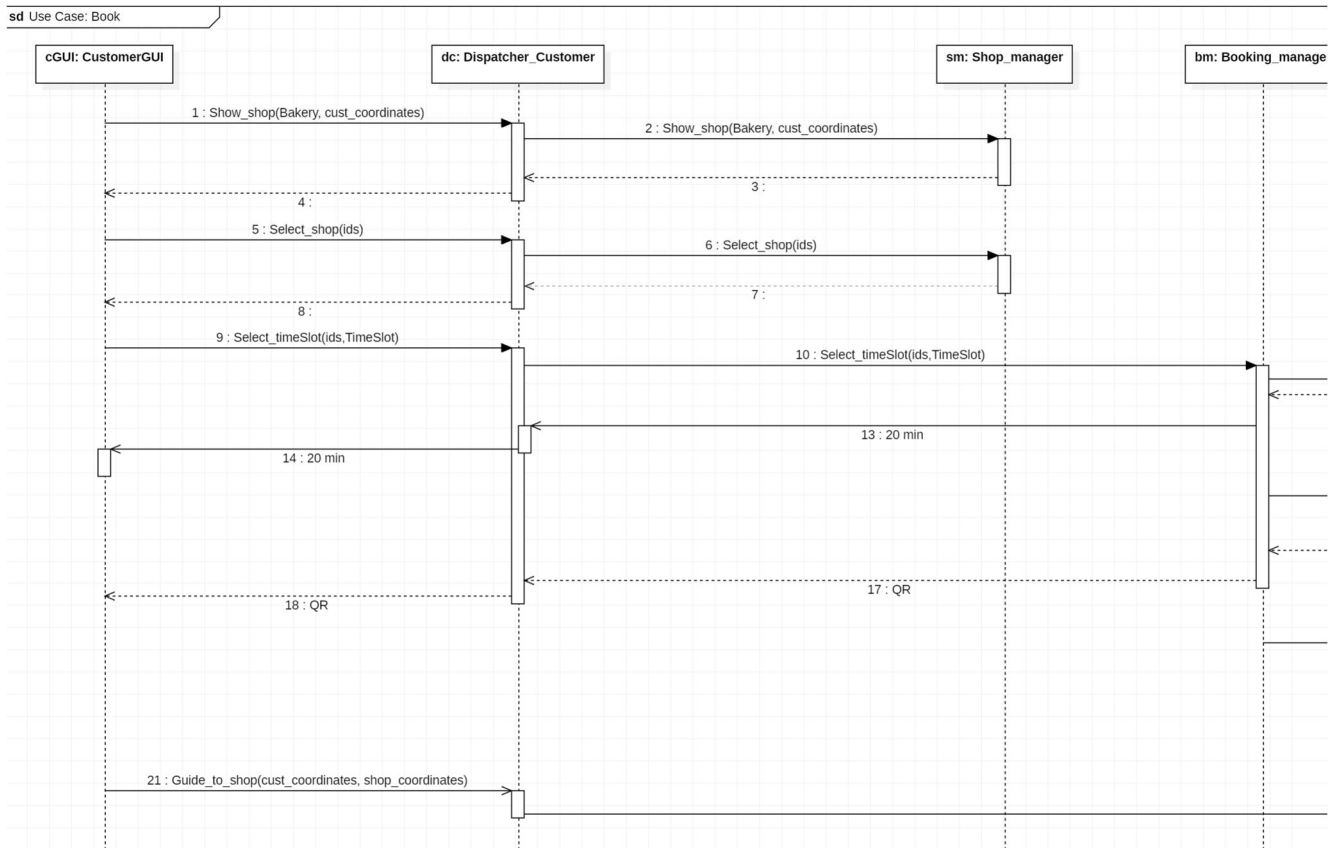 sd Use Case: Book
cGUI: CustomerGUI
dc: Dispatcher_Customer
sm: Shop_manager
bm: Booking_manage
1 : Show_shop(Bakery, cust_coordinates)
2 : Show_shop(Bakery, cust_coordinates)
3 :
4 :
5 : Select_shop(ids)
6 : Select_shop(ids)
7 :
8 :
9 : Select_timeSlot(ids,TimeSlot)
10 : Select_timeSlot(ids,TimeSlot)
13 : 20 min
14 : 20 min
17 : QR
18 : QR
21 : Guide_to_shop(cust_coordinates, shop_coordinates)